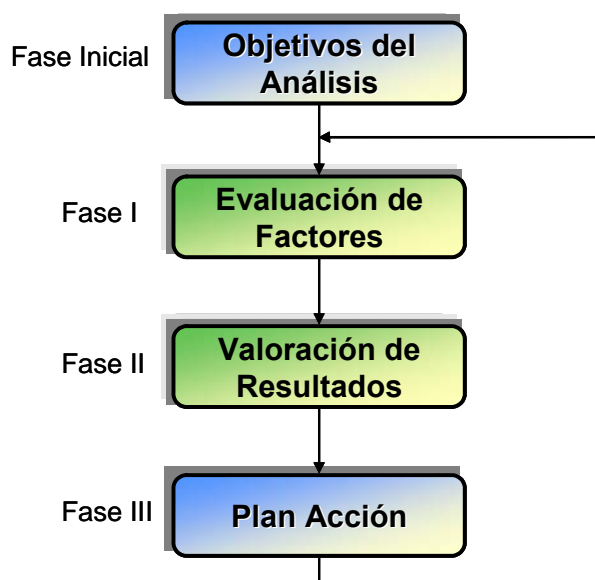 Fase Inicial
Objetivos del
Análisis
Fase I
Evaluación de
Factores
Fase II
Valoración de
Resultados
Fase III
Plan Acción